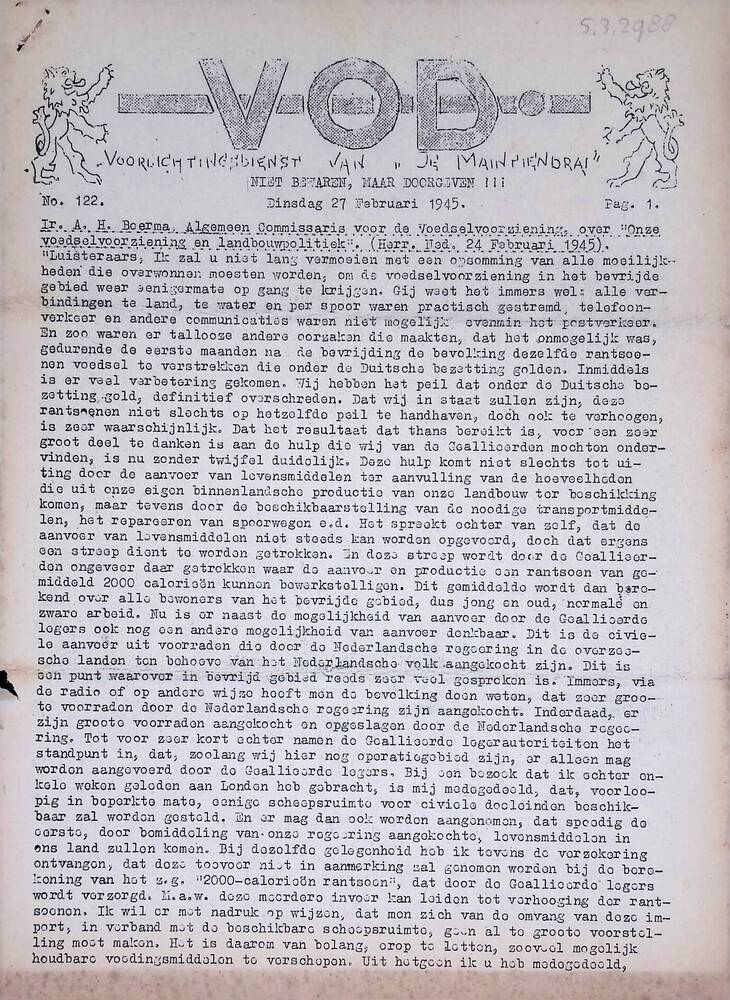 5.3.2988
VOD
"VOORLICHTINGSDIENST VAN "JE MAINTIENDRAI"
NIET BEWAREN, MAAR DOORGEVEN !!!
No. 122. Dinsdag 27 Februari 1945. Pag. 1.
Ir. A. H. Boerma, Algemeen Commissaris voor de Voedselvoorziening, over "Onze
voedselvoorziening en landbouwpolitiek". (Herr. Ned. 24 Februari 1945).
"Luisteraars, Ik zal u niet lang vermoeien met een opsomming van alle moeilijk-
heden die overwonnen moesten worden, om de voedselvoorziening in het bevrijde
gebied weer eenigermate op gang te krijgen. Gij weet het immers wel: alle ver-
bindingen te land, te water en per spoor waren practisch gestremd, telefoon-
verkeer en andere communicaties waren niet mogelijk evenmin het postverkeer.
En zoo waren er tallooze andere oorzaken die maakten, dat het onmogelijk was,
gedurende de eerste maanden na de bevrijding de bevolking dezelfde rantsoe-
nen voedsel te verstrekken die onder de Duitsche bezetting golden. Inmiddels
is er veel verbetering gekomen. Wij hebben het peil dat onder de Duitsche be-
zetting gold, definitief overschreden. Dat wij in staat zullen zijn, deze
rantsoenen niet slechts op hetzelfde peil te handhaven, doch ook te verhoogen,
is zeer waarschijnlijk. Dat het resultaat dat thans bereikt is, voor een zeer
groot deel te danken is aan de hulp die wij van de Geallieerden mochten onder-
vinden, is nu zonder twijfel duidelijk. Deze hulp komt niet slechts tot ui-
ting door de aanvoer van levensmiddelen ter aanvulling van de hoeveelheden
die uit onze eigen binnenlandsche productie van onze landbouw ter beschikking
komen, maar tevens door de beschikbaarstelling van de noodige transportmidde-
len, het repareeren van spoorwegen e.d. Het spreekt echter van zelf, dat de
aanvoer van levensmiddelen niet steeds kan worden opgevoerd, doch dat ergens
een streep dient te worden getrokken. En deze streep wordt door de Geallieer-
den ongeveer daar getrokken waar de aanvoer en productie een rantsoen van ge-
middeld 2000 calorieën kunnen bewerkstelligen. Dit gemiddelde wordt dan bere-
kend over alle bewoners van het bevrijde gebied, dus jong en oud, normale en
zware arbeid. Nu is er naast de mogelijkheid van aanvoer door de Geallieerde
legers ook nog een andere mogelijkheid van aanvoer denkbaar. Dit is de civie-
le aanvoer uit voorraden die door de Nederlandsche regeering in de overzee-
sche landen ten behoeve van het Nederlandsche volk aangekocht zijn. Dit is
een punt waarover in bevrijd gebied reeds zeer veel gesproken is. Immers, via
de radio of op andere wijze heeft men de bevolking doen weten, dat zeer groo-
te voorraden door de Nederlandsche regeering zijn aangekocht. Inderdaad, er
zijn groote voorraden aangekocht en opgeslagen door de Nederlandsche regee-
ring. Tot voor zeer kort echter namen de Geallieerde legerautoriteiten het
standpunt in, dat, zoolang wij hier nog operatiegebied zijn, er alleen mag
worden aangevoerd door de Geallieerde legers. Bij een bezoek dat ik echter en-
kele weken geleden aan Londen heb gebracht, is mij medegedeeld, dat, voorloo-
pig in beperkte mate, eenige scheepsruimte voor civiele doeleinden beschik-
baar zal worden gesteld. En er mag dan ook worden aangenomen, dat spoedig de
eerste, door bemiddeling van onze regeering aangekochte, levensmiddelen in
ons land zullen komen. Bij dezelfde gelegenheid heb ik tevens de verzekering
ontvangen, dat deze toevoer niet in aanmerking zal genomen worden bij de bere-
koning van het z.g. "2000-calorieën rantsoen", dat door de Geallieerde legers
wordt verzorgd. M.a.w. deze meerdere invoer kan leiden tot verhooging der rant-
soenen. Ik wil er met nadruk op wijzen, dat men zich van de omvang van deze im-
port, in verband met de beschikbare scheepsruimte, geen al te groote voorstel-
ling moet maken. Het is daarom van belang, erop te letten, zooveel mogelijk
houdbare voedingsmiddelen te verschepen. Uit hetgeen ik u heb medegedeeld,